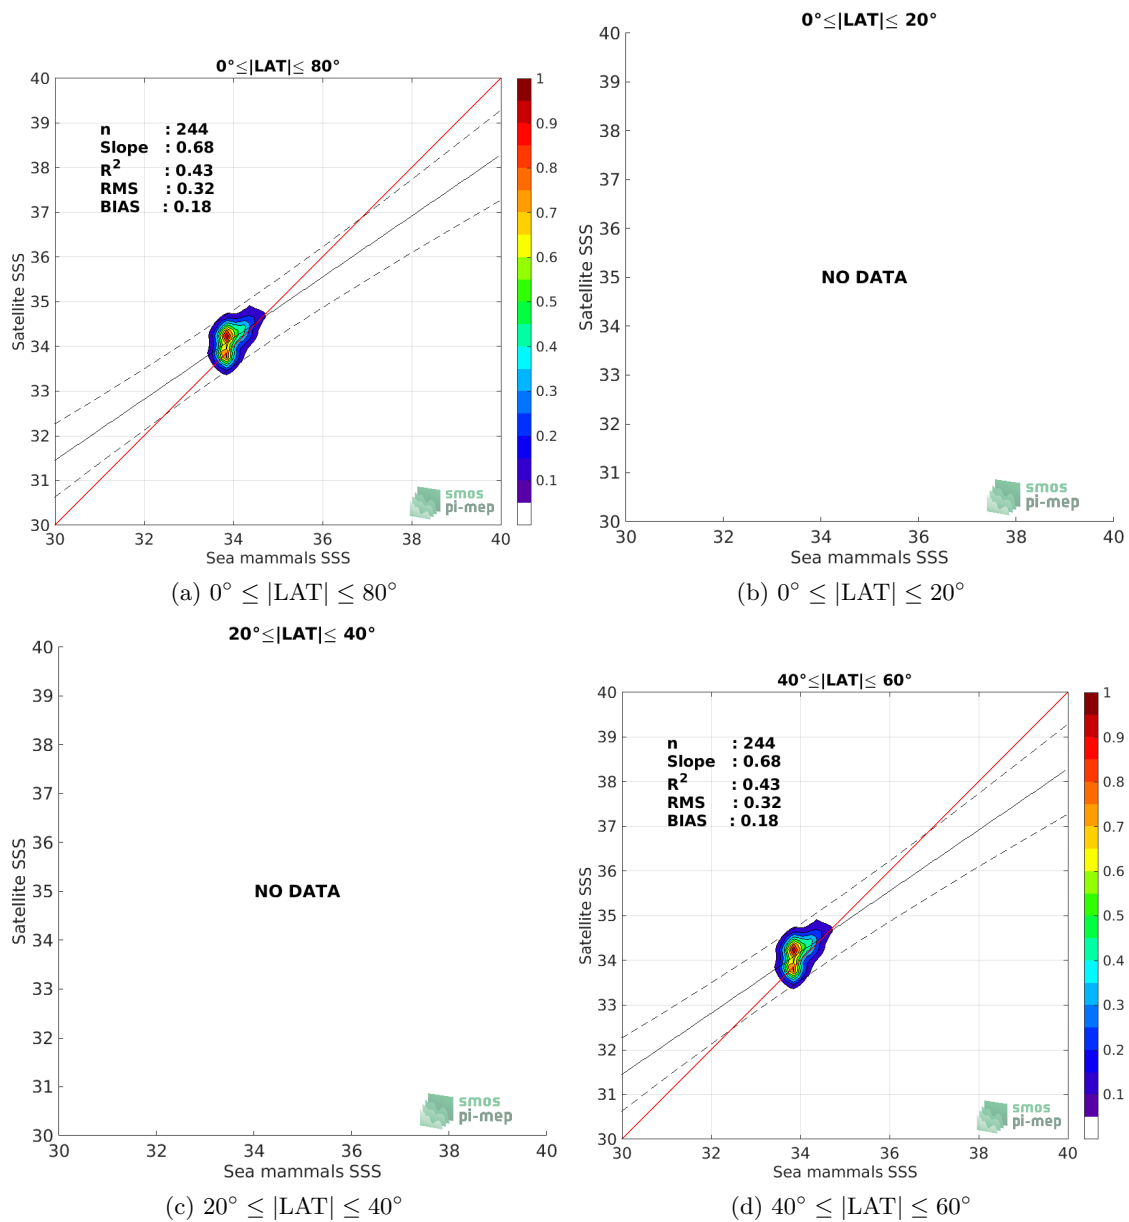 0°≤|LAT|≤ 80°
40
39
38
37
36
35
34
33
32
31
30
30
32
34
36
38
40
Satellite SSS
Sea mammals SSS
n : 244
Slope : 0.68
R2 : 0.43
RMS : 0.32
BIAS : 0.18
1
0.9
0.8
0.7
0.6
0.5
0.4
0.3
0.2
0.1
smos
pi-mep
(a) 0° ≤ |LAT| ≤ 80°
0°≤|LAT|≤ 20°
40
39
38
37
36
35
34
33
32
31
30
30
32
34
36
38
40
Satellite SSS
Sea mammals SSS
NO DATA
smos
pi-mep
(b) 0° ≤ |LAT| ≤ 20°
20°≤|LAT|≤ 40°
40
39
38
37
36
35
34
33
32
31
30
30
32
34
36
38
40
Satellite SSS
Sea mammals SSS
NO DATA
smos
pi-mep
(c) 20° ≤ |LAT| ≤ 40°
40°≤|LAT|≤ 60°
40
39
38
37
36
35
34
33
32
31
30
30
32
34
36
38
40
Satellite SSS
Sea mammals SSS
n : 244
Slope : 0.68
R2 : 0.43
RMS : 0.32
BIAS : 0.18
1
0.9
0.8
0.7
0.6
0.5
0.4
0.3
0.2
0.1
smos
pi-mep
(d) 40° ≤ |LAT| ≤ 60°